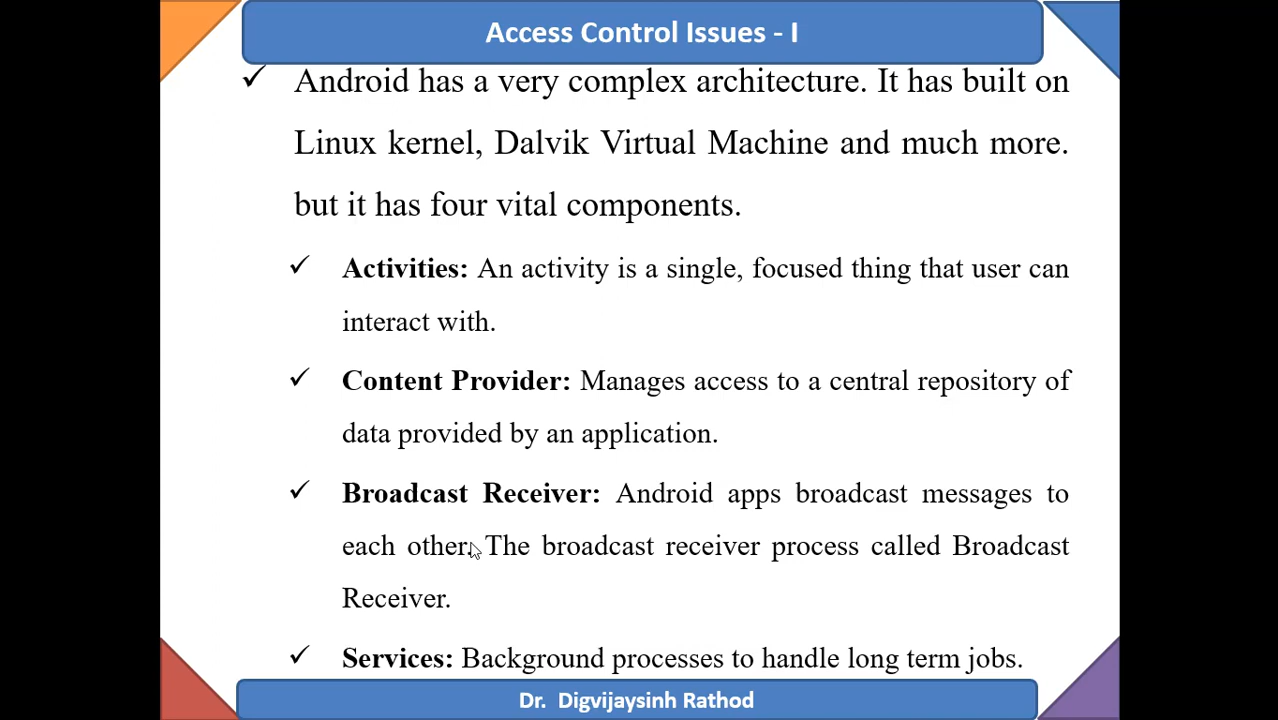 Access Control Issues - I
✓ Android has a very complex architecture. It has built on
Linux kernel, Dalvik Virtual Machine and much more.
but it has four vital components.
✓ Activities: An activity is a single, focused thing that user can
interact with.
✓ Content Provider: Manages access to a central repository of
data provided by an application.
✓ Broadcast Receiver: Android apps broadcast messages to
each other. The broadcast receiver process called Broadcast
Receiver.
✓ Services: Background processes to handle long term jobs.
Dr. Digvijaysinh Rathod